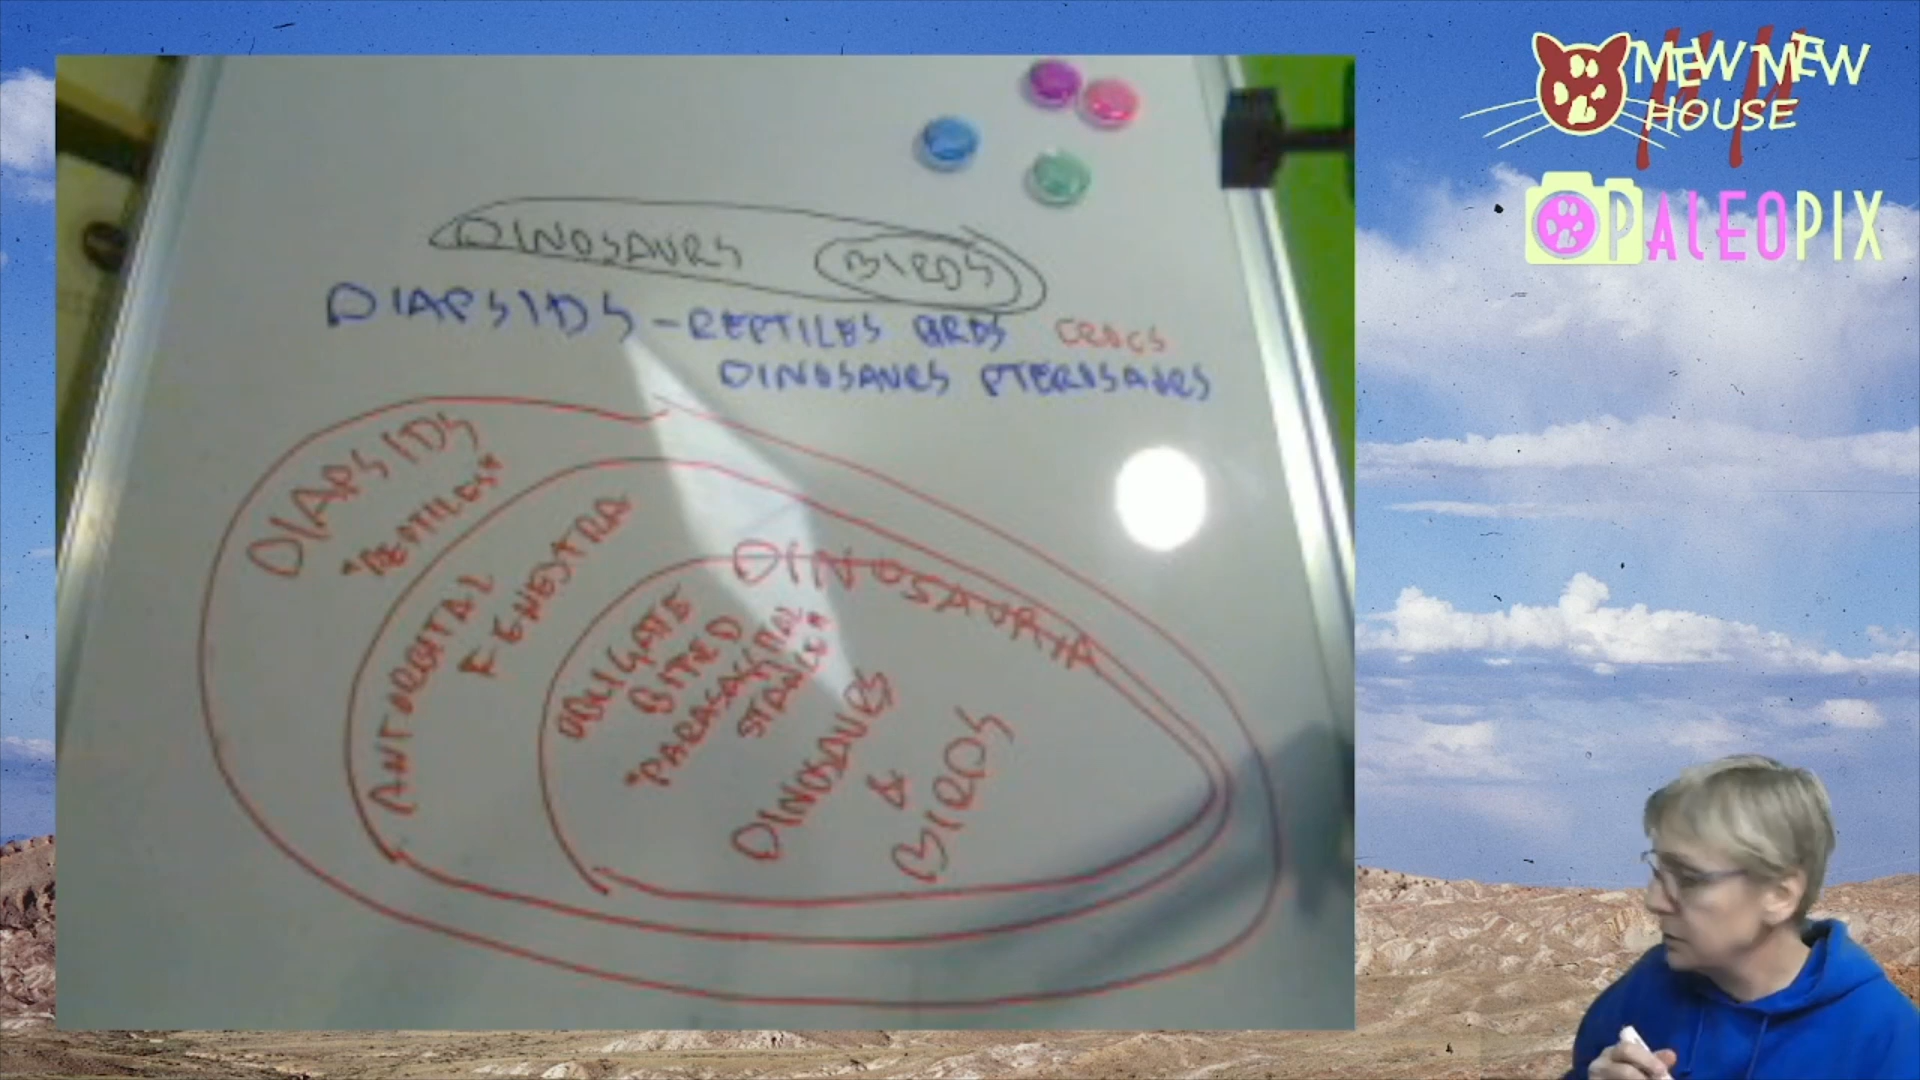 MEW MEW
HOUSE
PALEOPIX
DINOSAURS BIRDS
DIAPSIDS - REPTILES BIRDS CROCS
DINOSAURS PTEROSAURS
DIAPSIDS
"REPTILES"
ANTORBITAL
FENESTRA
DINOSAURIA
OBLIGATE
BIPED
"PARASAGITTAL
STANCE"
DINOSAURS
&
BIRDS